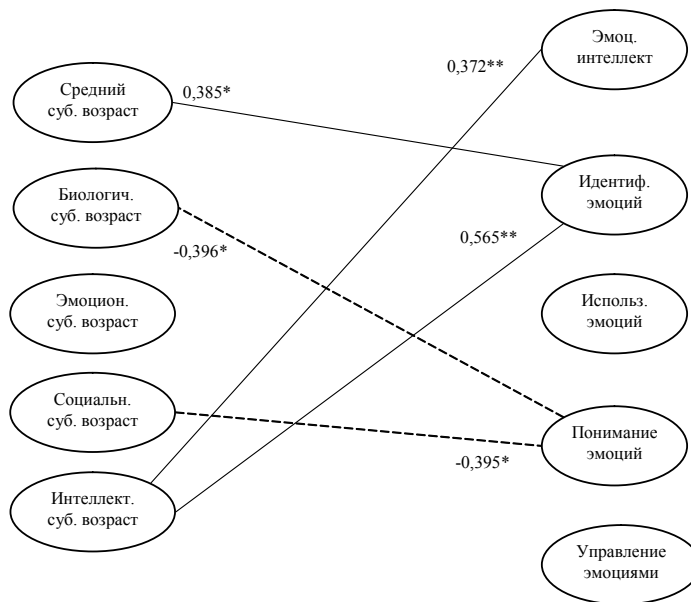 Эмоц.
интеллект
0,372**
Средний
суб. возраст
0,385*
Идентиф.
эмоций
Биологич.
суб. возраст
0,565**
-0,396*
Эмоцион.
суб. возраст
Использ.
эмоций
Социальн.
суб. возраст
Понимание
эмоций
-0,395*
Интеллект.
суб. возраст
Управление
эмоциями